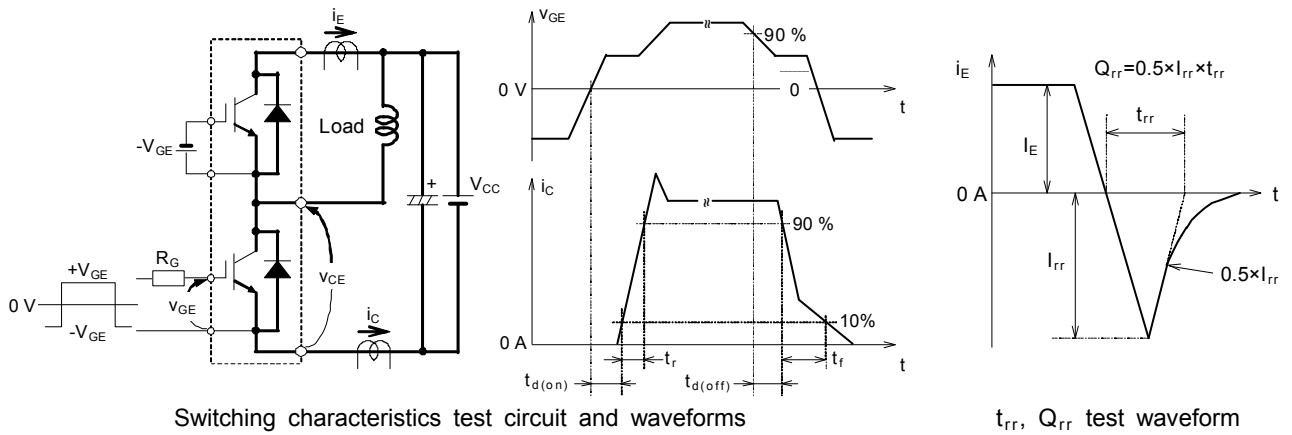 i_E
-V_GE
Load
+
V_CC
R_G
+V_GE
0 V
-V_GE
v_GE
v_CE
i_C
v_GE
90 %
0 V
0
t
i_C
90 %
10%
0 A
t
t_r
t_d(on)
t_d(off)
t_f
Switching characteristics test circuit and waveforms
i_E
Q_rr=0.5×I_rr×t_rr
t_rr
I_E
0 A
t
I_rr
0.5×I_rr
t_rr, Q_rr test waveform